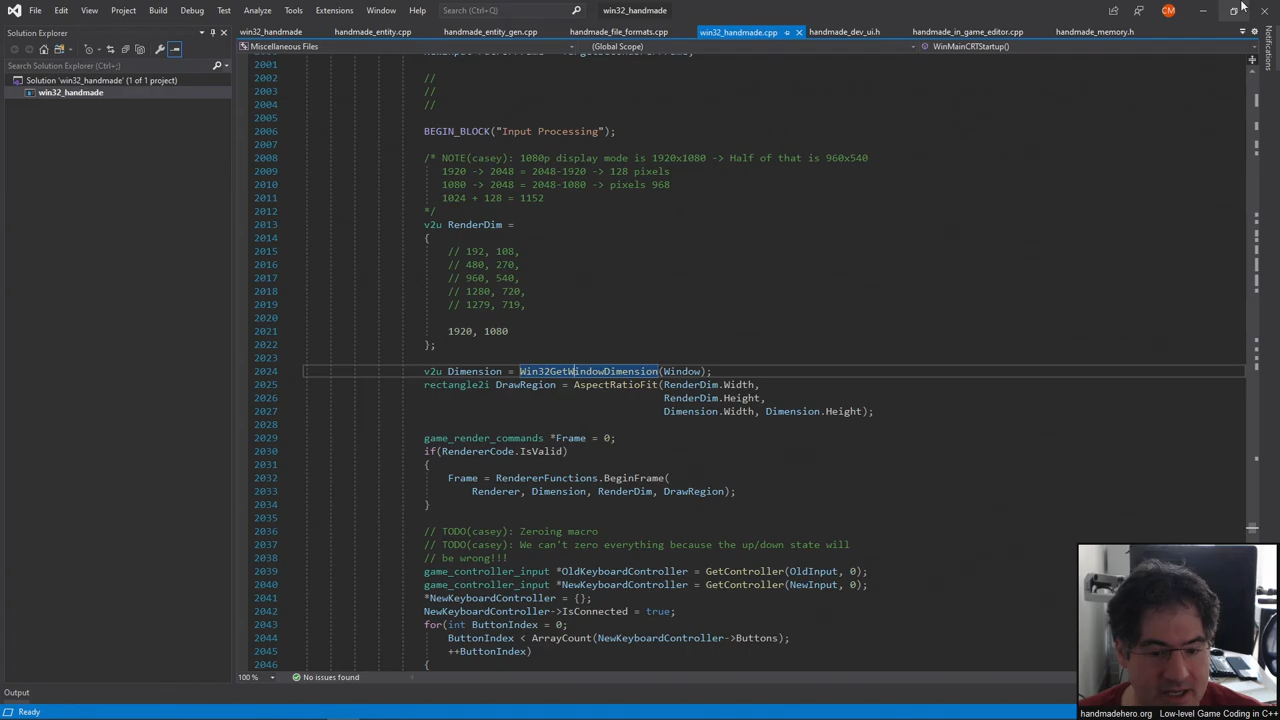 File Edit View Project Build Debug Test Analyze Tools Extensions Window Help Search (Ctrl+Q) win32_handmade CM
Solution Explorer
win32_handmade handmade_entity.cpp handmade_entity_gen.cpp handmade_file_formats.cpp win32_handmade.cpp handmade_dev_ui.h handmade_in_game_editor.cpp handmade_memory.h
Notifications
Miscellaneous Files (Global Scope) WinMainCRTStartup()
Search Solution Explorer (Ctrl+;)
Solution 'win32_handmade' (1 of 1 project)
win32_handmade
2001
2002 //
2003 //
2004 //
2005
2006 BEGIN_BLOCK("Input Processing");
2007
2008 /* NOTE(casey): 1080p display mode is 1920x1080 -> Half of that is 960x540
2009 1920 -> 2048 = 2048-1920 -> 128 pixels
2010 1080 -> 2048 = 2048-1080 -> pixels 968
2011 1024 + 128 = 1152
2012 */
2013 v2u RenderDim =
2014 {
2015 // 192, 108,
2016 // 480, 270,
2017 // 960, 540,
2018 // 1280, 720,
2019 // 1279, 719,
2020
2021 1920, 1080
2022 };
2023
2024 v2u Dimension = Win32GetWindowDimension(Window);
2025 rectangle2i DrawRegion = AspectRatioFit(RenderDim.Width,
2026 RenderDim.Height,
2027 Dimension.Width, Dimension.Height);
2028
2029 game_render_commands *Frame = 0;
2030 if(RendererCode.IsValid)
2031 {
2032 Frame = RendererFunctions.BeginFrame(
2033 Renderer, Dimension, RenderDim, DrawRegion);
2034 }
2035
2036 // TODO(casey): Zeroing macro
2037 // TODO(casey): We can't zero everything because the up/down state will
2038 // be wrong!!!
2039 game_controller_input *OldKeyboardController = GetController(OldInput, 0);
2040 game_controller_input *NewKeyboardController = GetController(NewInput, 0);
2041 *NewKeyboardController = {};
2042 NewKeyboardController->IsConnected = true;
2043 for(int ButtonIndex = 0;
2044 ButtonIndex < ArrayCount(NewKeyboardController->Buttons);
2045 ++ButtonIndex)
2046 {
100 % No issues found
Output
Ready
handmadehero.org Low-level Game Coding in C++